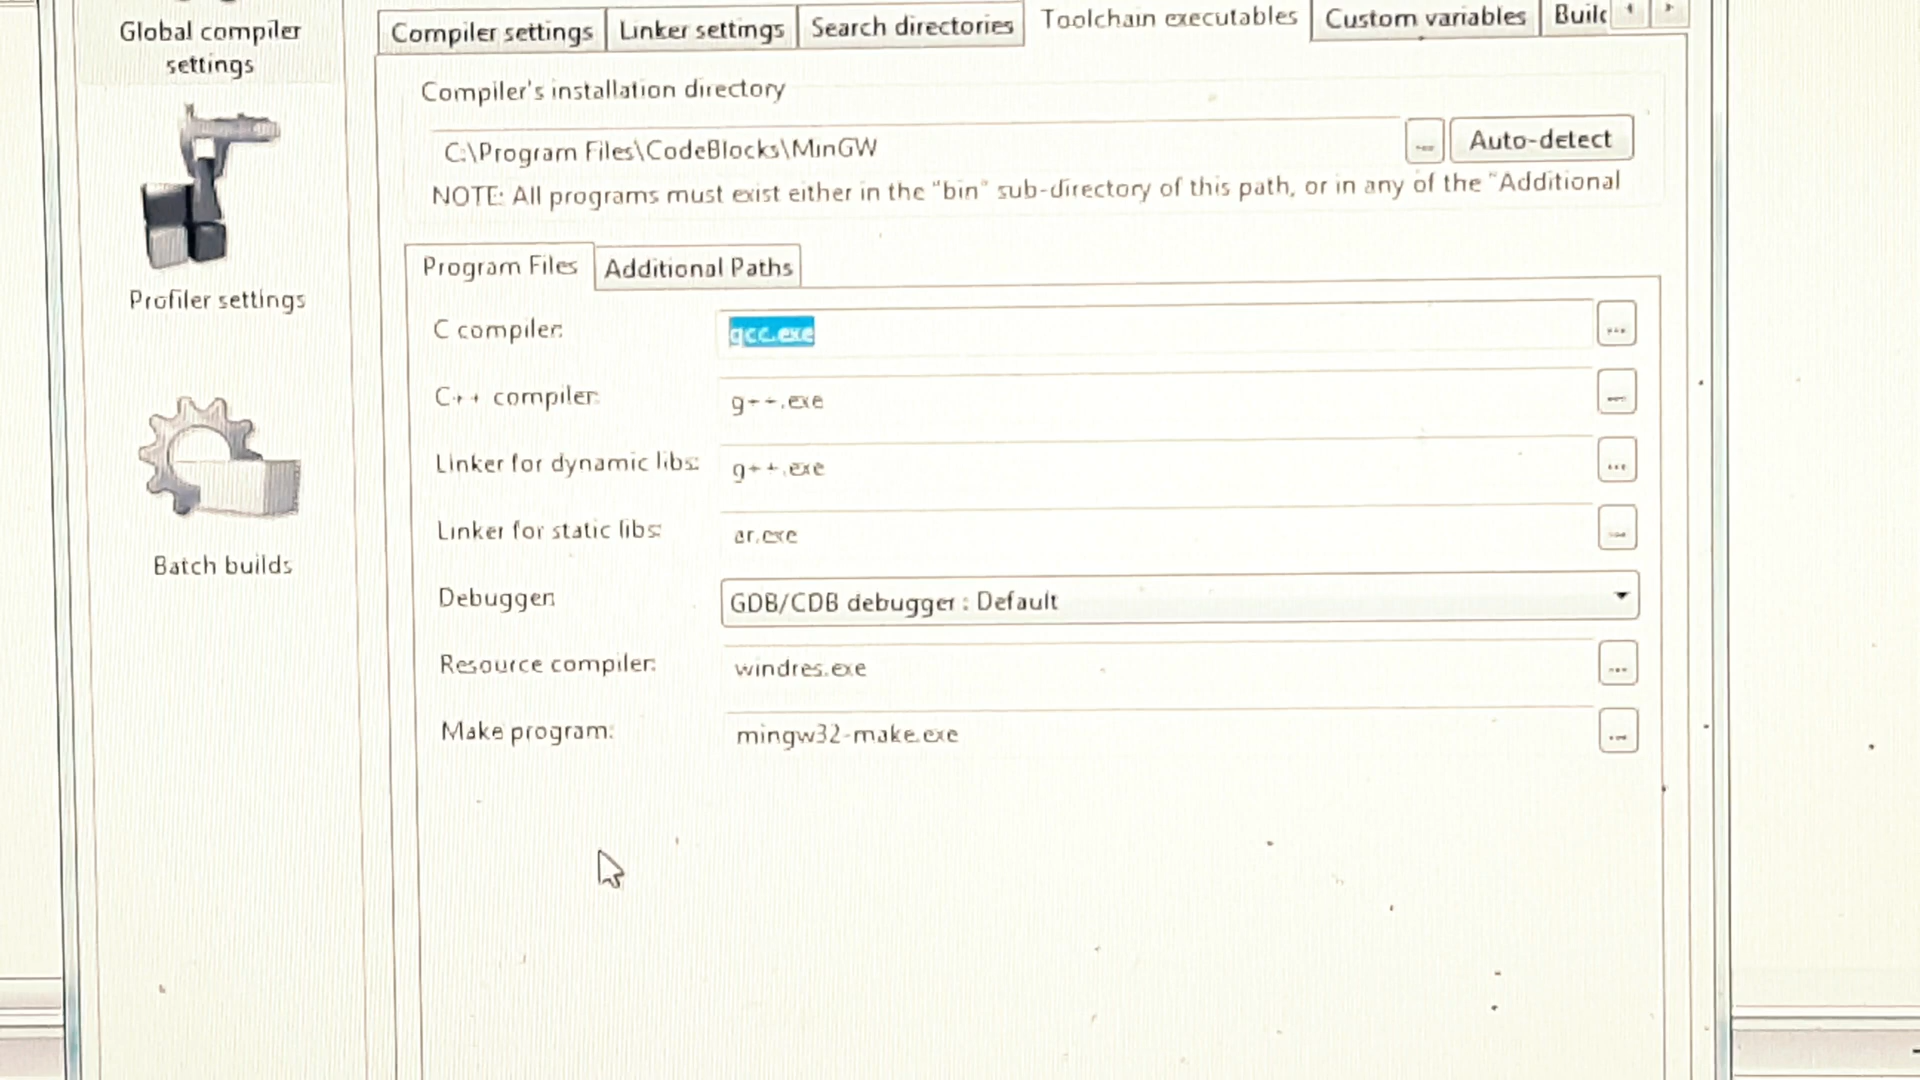 Global compiler
settings
Profiler settings
Batch builds
Compiler settings
Linker settings
Search directories
Toolchain executables
Custom variables
Buil
Compiler's installation directory
C:\Program Files\CodeBlocks\MinGW
...
Auto-detect
NOTE: All programs must exist either in the "bin" sub-directory of this path, or in any of the "Additional
Program Files
Additional Paths
C compiler:
gcc.exe
...
C++ compiler:
g++.exe
...
Linker for dynamic libs:
g++.exe
...
Linker for static libs:
ar.exe
...
Debugger:
GDB/CDB debugger : Default
Resource compiler:
windres.exe
...
Make program:
mingw32-make.exe
...